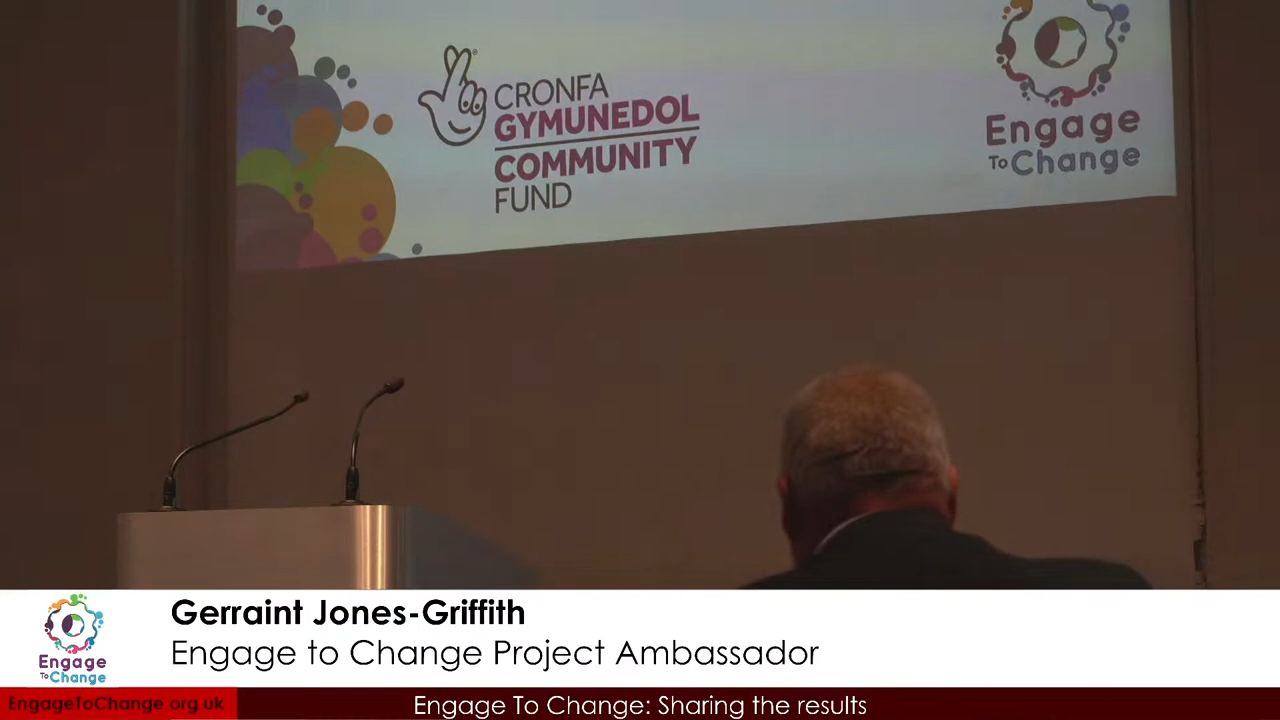 CRONFA
GYMUNEDOL
COMMUNITY
FUND
Engage
To Change
Gerraint Jones-Griffith
Engage to Change Project Ambassador
Engage
To Change
EngageToChange.org.uk
Engage To Change: Sharing the results